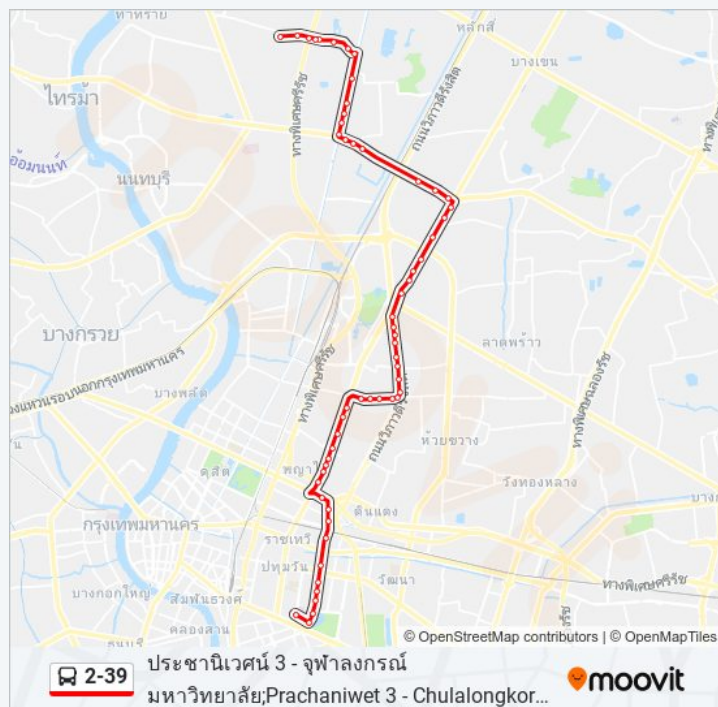 ท่าทราย
หลักสี่
บางเขน
ไทรม้า
ทางพิเศษศรีรัช
ถนนวิภาวดีรังสิต
อ้อมนนท์
นนทบุรี
บางกรวย
ลาดพร้าว
ทางพิเศษฉลองรัช
ทางพิเศษศรีรัช
บางพลัด
ถนนวิภาวดีรังสิต
ห้วยขวาง
ดุสิต
พญาไท
วังทองหลาง
กรุงเทพมหานคร
ดินแดง
ราชเทวี
ปทุมวัน
วัฒนา
ทางพิเศษศรีรัช
บางกอกใหญ่
สัมพันธวงศ์
คลองสาน
ธนบุรี
© OpenStreetMap contributors | © OpenMapTiles
2-39
ประชานิเวศน์ 3 - จุฬาลงกรณ์
มหาวิทยาลัย;Prachaniwet 3 - Chulalongkor...
moovit